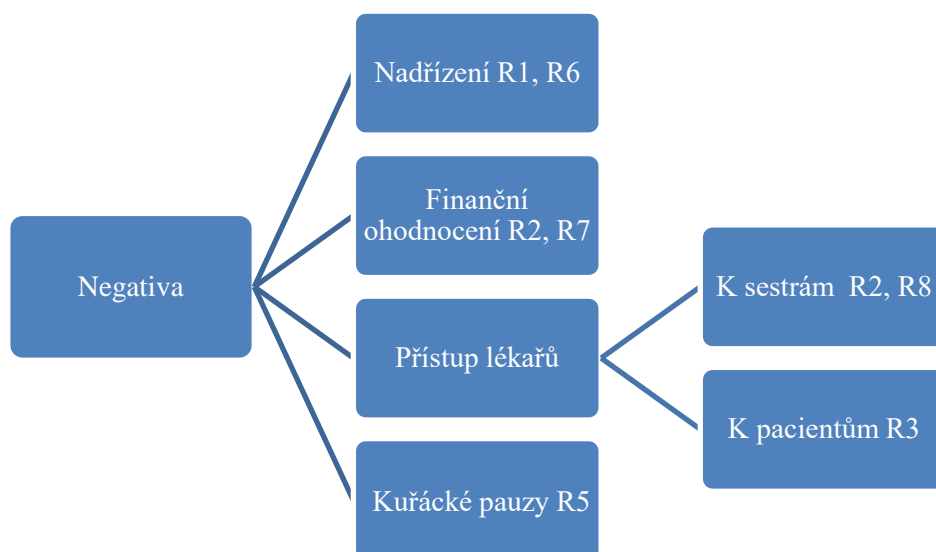 Negativa
Nadřízení R1, R6
Finanční
ohodnocení R2, R7
Přístup lékařů
K sestrám  R2, R8
K pacientům R3
Kuřácké pauzy R5